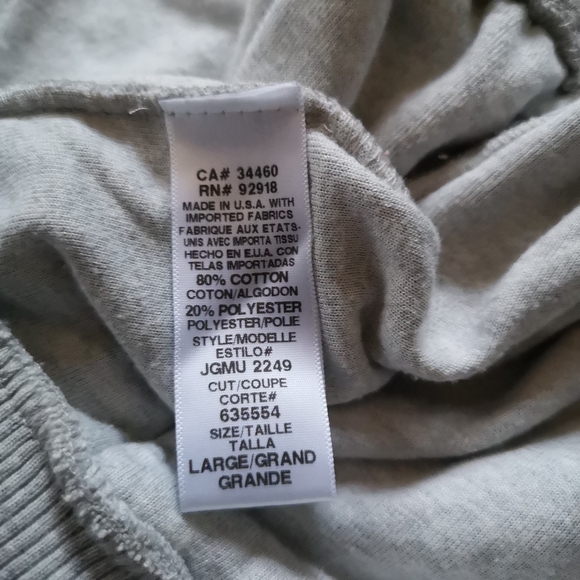 CA# 34460
RN# 92918
MADE IN U.S.A. WITH
IMPORTED FABRICS
FABRIQUE AUX ETATS-
UNIS AVEC IMPORTA TISSU
HECHO EN E.U.A. CON
TELAS IMPORTADAS
80% COTTON
COTON/ALGODON
20% POLYESTER
POLYESTER/POLIE
STYLE/MODELLE
ESTILO#
JGMU 2249
CUT/COUPE
CORTE#
635554
SIZE/TAILLE
TALLA
LARGE/GRAND
GRANDE